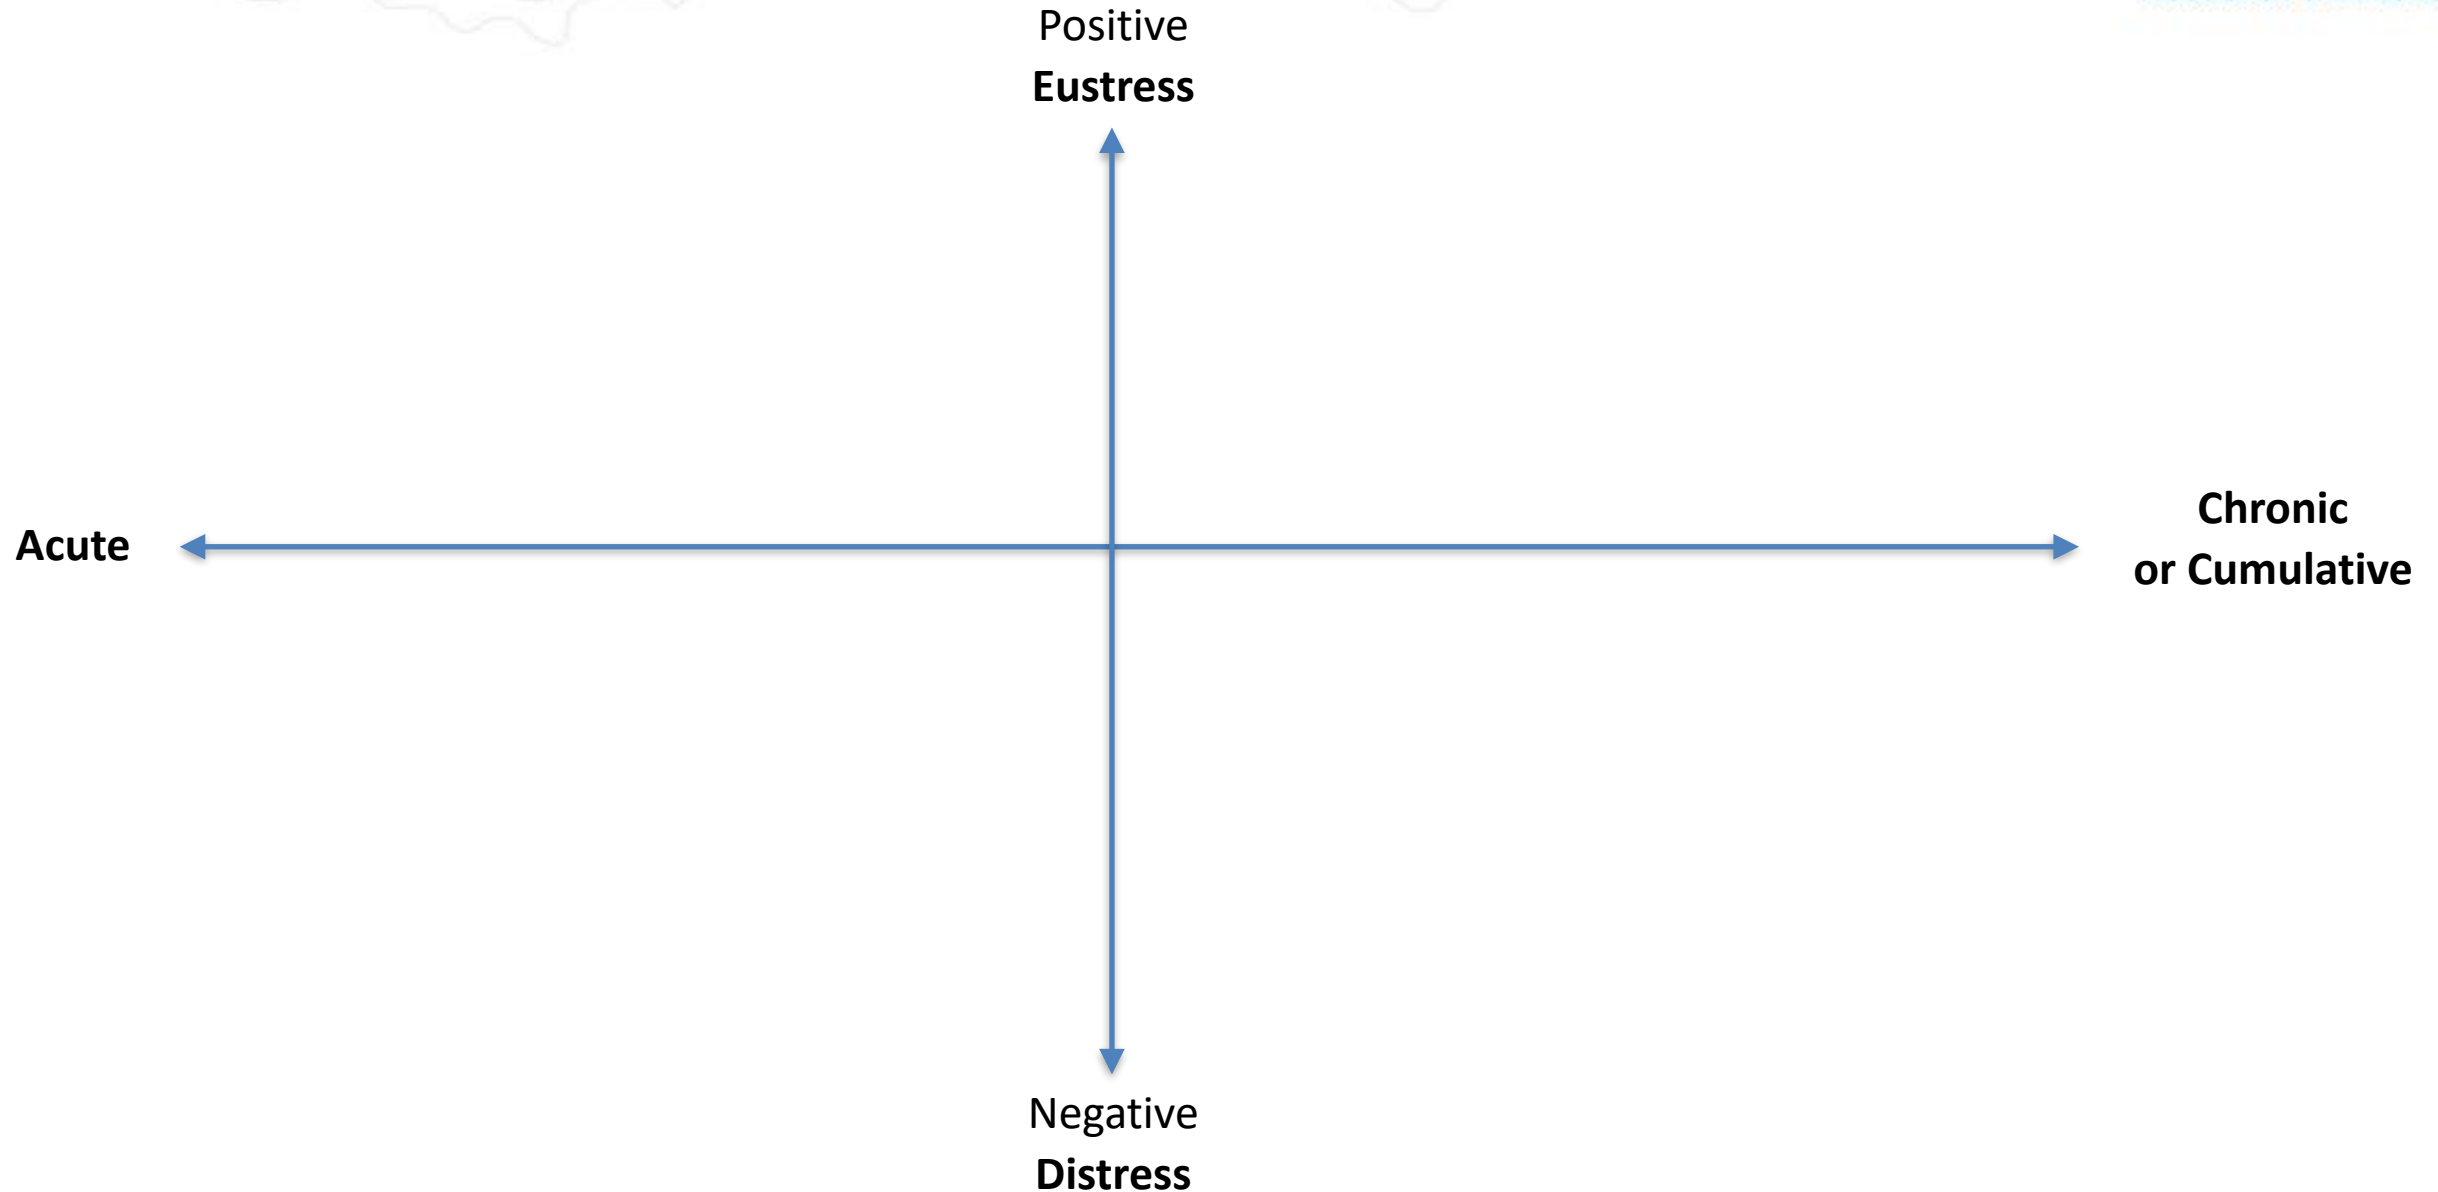 Positive
Eustress
Acute
Chronic
or Cumulative
Negative
Distress